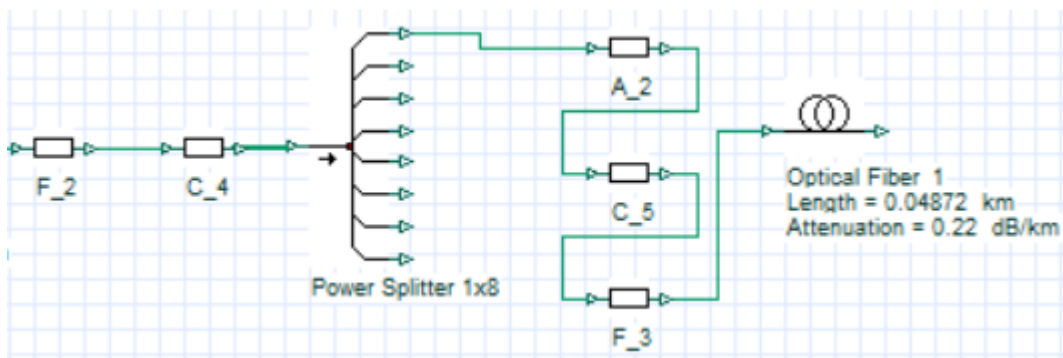 A_2
F_2
C_4
C_5
Optical Fiber 1
Length = 0.04872 km
Attenuation = 0.22 dB/km
Power Splitter 1x8
F_3